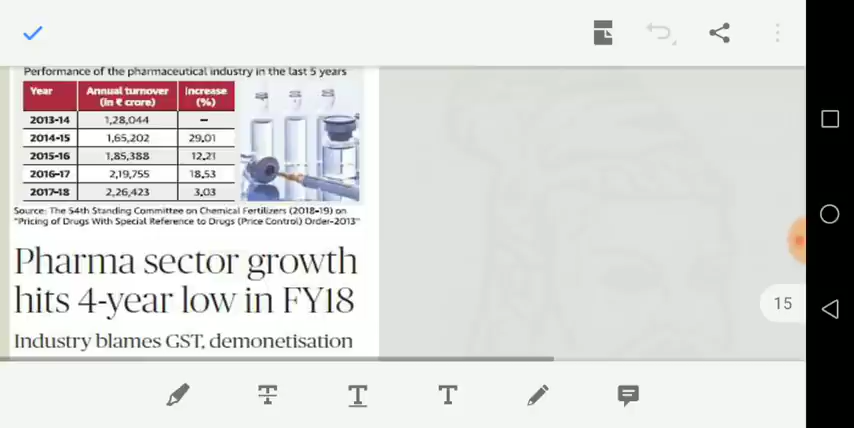 Performance of the pharmaceutical industry in the last 5 years
Year Annual turnover (in ₹ crore) Increase (%)
2013-14 1,28,044 –
2014-15 1,65,202 29.01
2015-16 1,85,388 12.21
2016-17 2,19,755 18.53
2017-18 2,26,423 3.03
Source: The 54th Standing Committee on Chemical Fertilizers (2018-19) on
"Pricing of Drugs With Special Reference to Drugs (Price Control) Order-2013"
Pharma sector growth
hits 4-year low in FY18
Industry blames GST, demonetisation
15